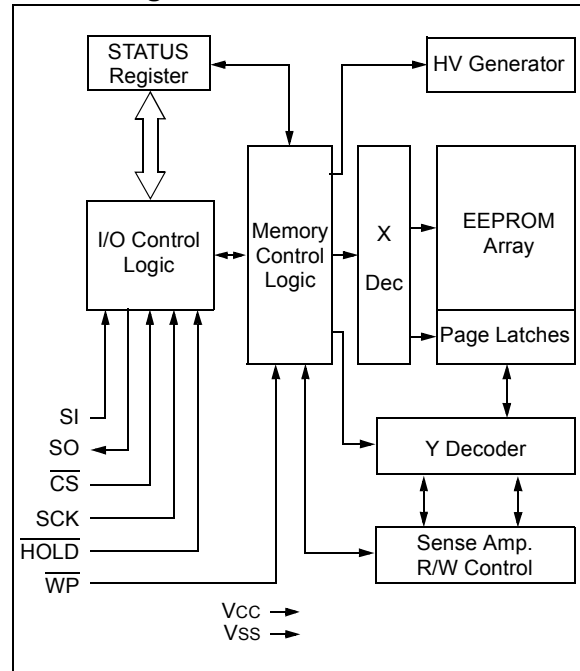 STATUS
Register
HV Generator
I/O Control
Logic
Memory
Control
Logic
X
Dec
EEPROM
Array
Page Latches
SI
SO
CS
SCK
HOLD
WP
Y Decoder
Sense Amp.
R/W Control
VCC
VSS